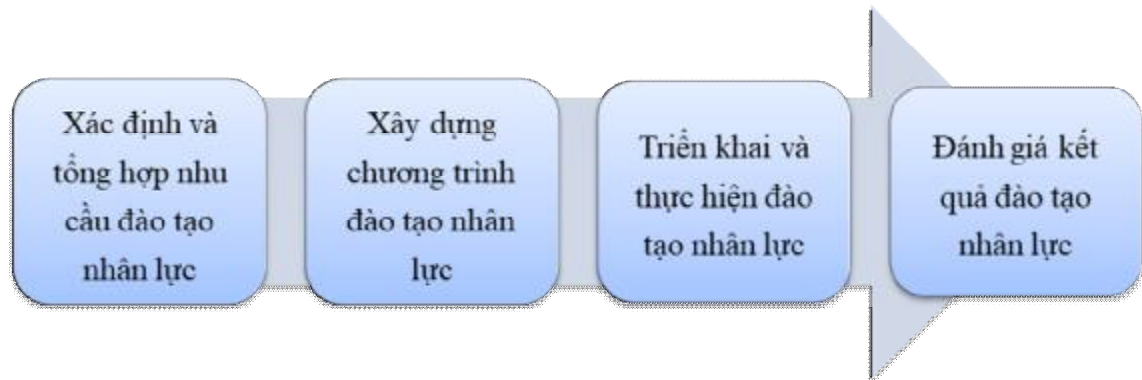 Xác định và
tổng hợp nhu
cầu đào tạo
nhân lực
Xây dựng
chương trình
đào tạo nhân
lực
Triển khai và
thực hiện đào
tạo nhân lực
Đánh giá kết
quả đào tạo
nhân lực